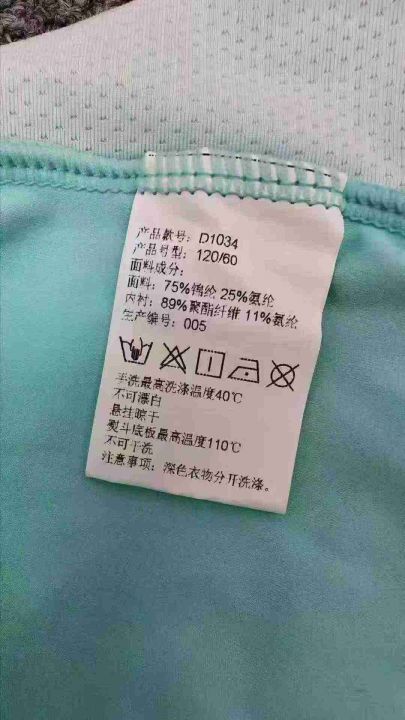 产品款号：D1034
产品号型：120/60
面料成分：
面料：75%锦纶 25%氨纶
内衬：89%聚酯纤维 11%氨纶
生产编号：005
手洗最高洗涤温度40℃
不可漂白
悬挂晾干
熨斗底板最高温度110℃
不可干洗
注意事项：深色衣物分开洗涤。